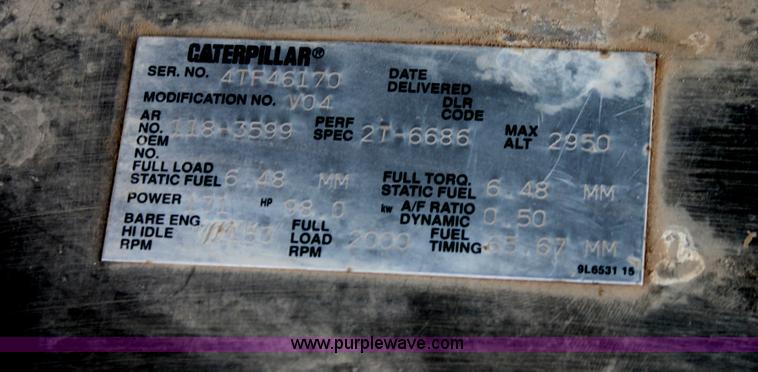 CATERPILLAR®
SER. NO. 4TF46170 DATE DELIVERED
MODIFICATION NO. V04 DLR CODE
AR NO. 118-3599 PERF SPEC 2T-6686 MAX ALT 2950
OEM NO.
FULL LOAD STATIC FUEL 6.48 MM FULL TORQ. STATIC FUEL 6.48 MM
POWER 131 HP 98.0 kw A/F RATIO DYNAMIC 0.50
BARE ENG HI IDLE RPM FULL LOAD RPM 2000 FUEL TIMING 65.67 MM
9L6531 15
www.purplewave.com